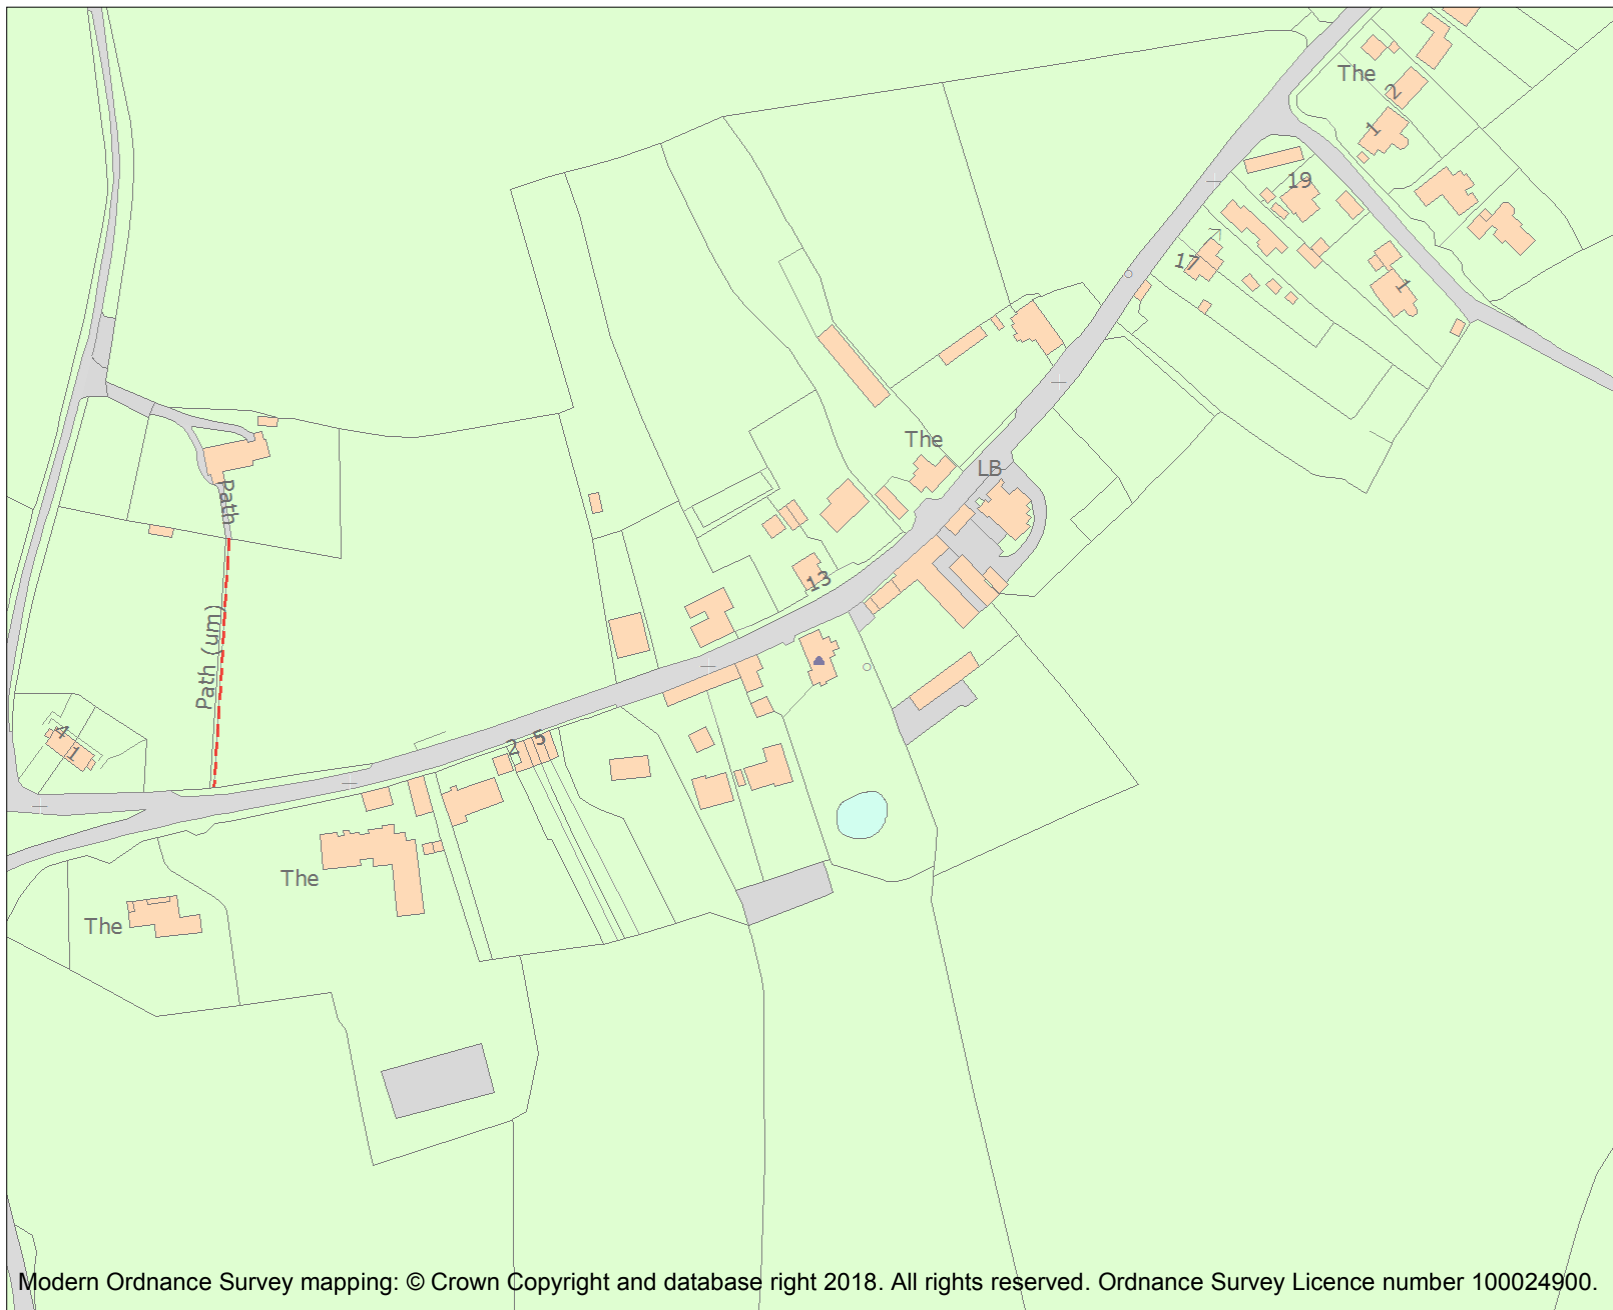 The
2
1
19
17
1
The
LB
Path
13
Path (um)
4
1
2
5
The
The
Modern Ordnance Survey mapping: © Crown Copyright and database right 2018. All rights reserved. Ordnance Survey Licence number 100024900.